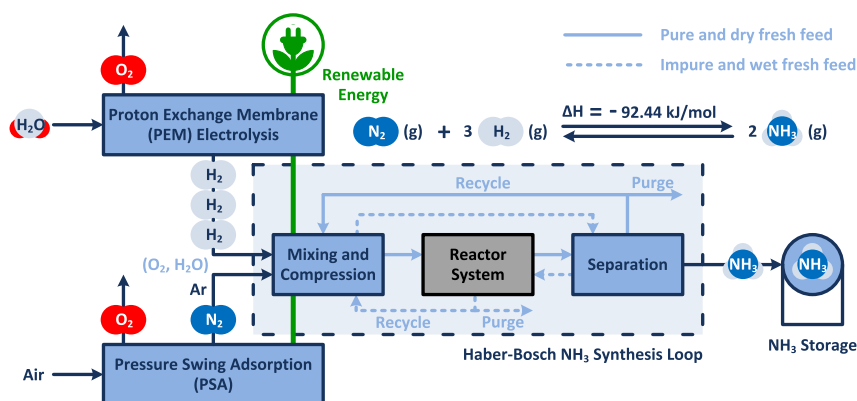 Pure and dry fresh feed
Impure and wet fresh feed
O₂
Renewable
Energy
H₂O
Proton Exchange Membrane
(PEM) Electrolysis
N₂ (g) + 3 H₂ (g)
ΔH = - 92.44 kJ/mol
2 NH₃ (g)
H₂
H₂
H₂
Recycle
Purge
(O₂, H₂O)
Ar
Mixing and
Compression
Reactor
System
Separation
NH₃
NH₃
O₂
N₂
Recycle
Purge
NH₃ Storage
Haber-Bosch NH₃ Synthesis Loop
Air
Pressure Swing Adsorption
(PSA)